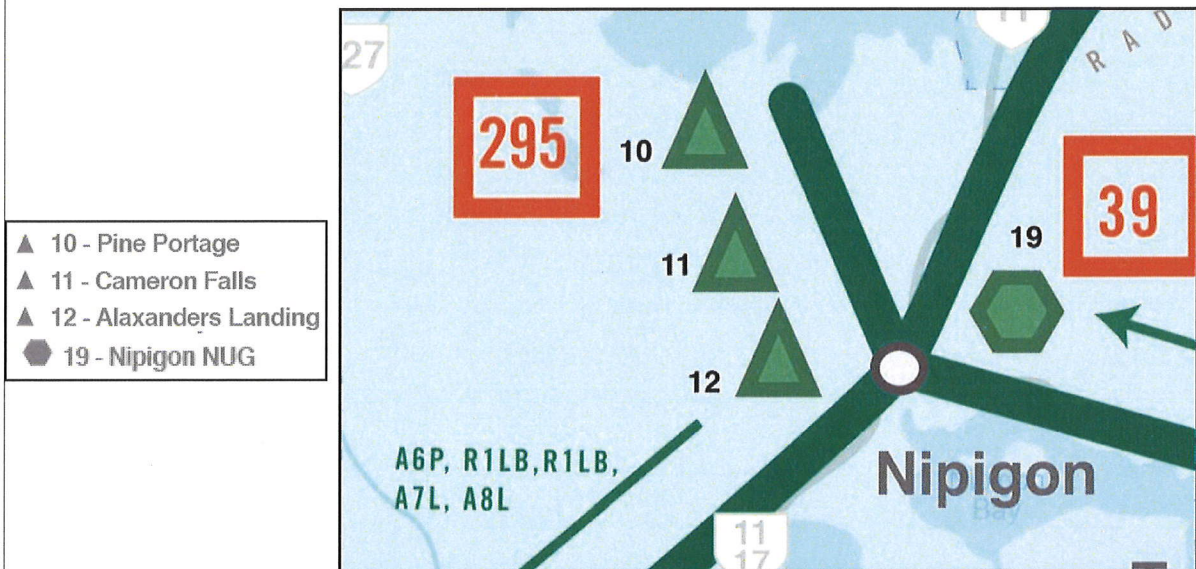 10 - Pine Portage
11 - Cameron Falls
12 - Alaxanders Landing
19 - Nipigon NUG
27
11
R A D
295
10
39
19
11
12
A6P, R1LB,R1LB,
A7L, A8L
Nipigon
Bay
11
17